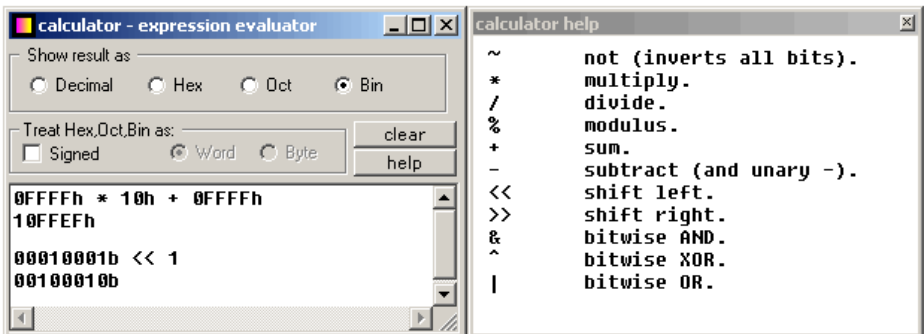 calculator - expression evaluator
Show result as
Decimal Hex Oct Bin
Treat Hex,Oct,Bin as:
Signed Word Byte
clear
help
0FFFFh * 10h + 0FFFFh
10FFEFh
00010001b << 1
00100010b
calculator help
~ not (inverts all bits).
* multiply.
/ divide.
% modulus.
+ sum.
- subtract (and unary -).
<< shift left.
>> shift right.
& bitwise AND.
^ bitwise XOR.
| bitwise OR.